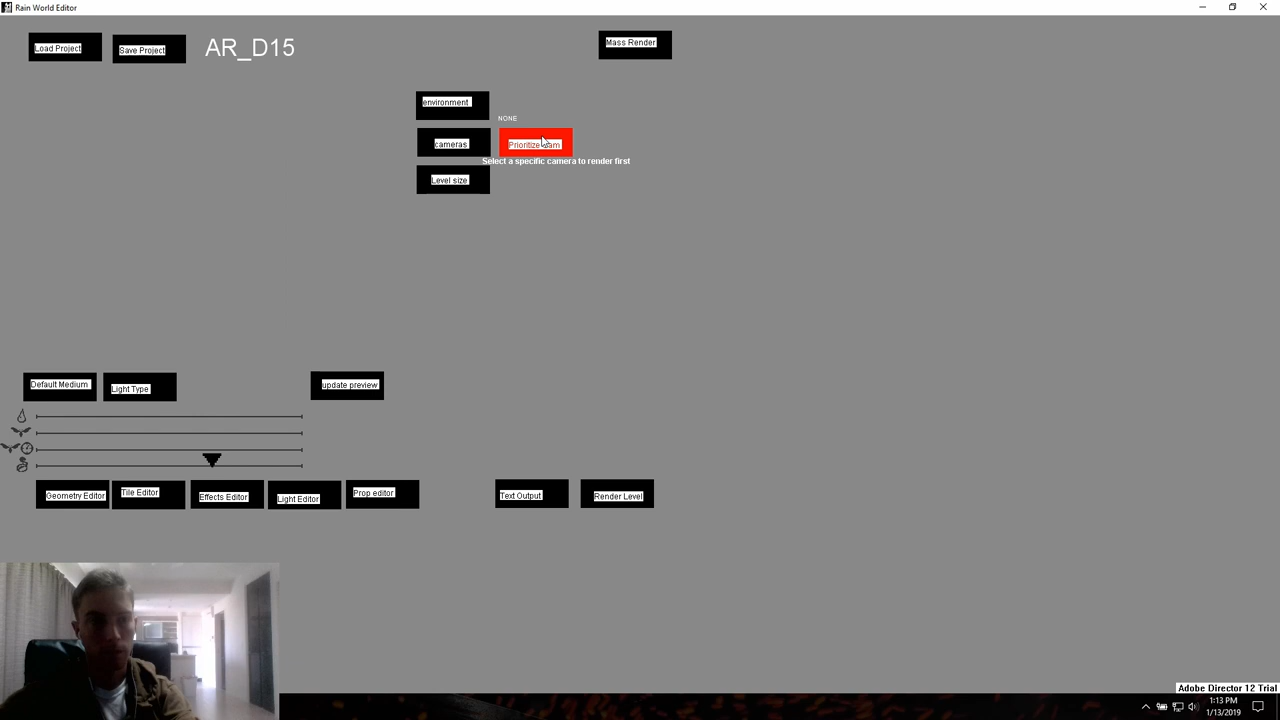 Rain World Editor
Load Project
Save Project
AR_D15
Mass Render
environment
NONE
cameras
Prioritize Cam
Select a specific camera to render first
Level size
Default Medium
Light Type
update preview
Geometry Editor
Tile Editor
Effects Editor
Light Editor
Prop editor
Text Output
Render Level
Adobe Director 12 Trial
1:13 PM
1/13/2019